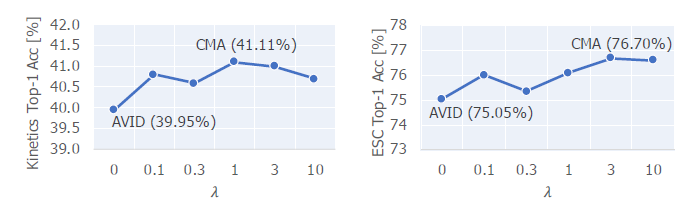 Kinetics Top-1 Acc [%]
42.0
41.5
41.0
40.5
40.0
39.5
39.0
CMA (41.11%)
AVID (39.95%)
0 0.1 0.3 1 3 10
λ
ESC Top-1 Acc [%]
78
77
76
75
74
73
CMA (76.70%)
AVID (75.05%)
0 0.1 0.3 1 3 10
λ